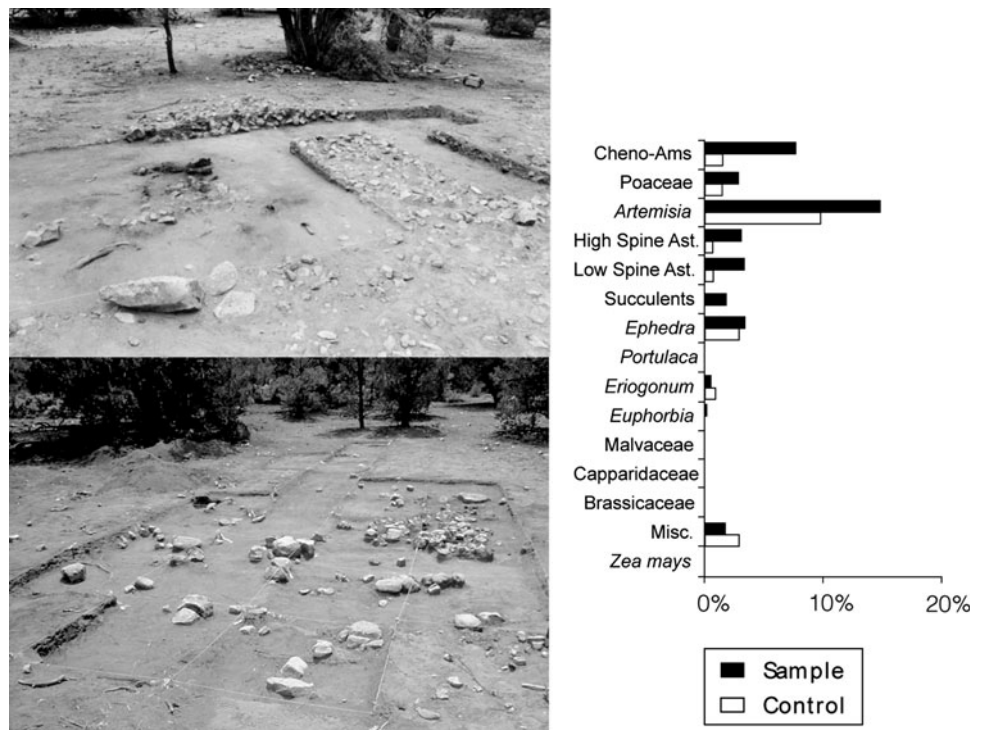 Cheno-Ams
Poaceae
Artemisia
High Spine Ast.
Low Spine Ast.
Succulents
Ephedra
Portulaca
Eriogonum
Euphorbia
Malvaceae
Capparidaceae
Brassicaceae
Misc.
Zea mays
0% 10% 20%
Sample
Control